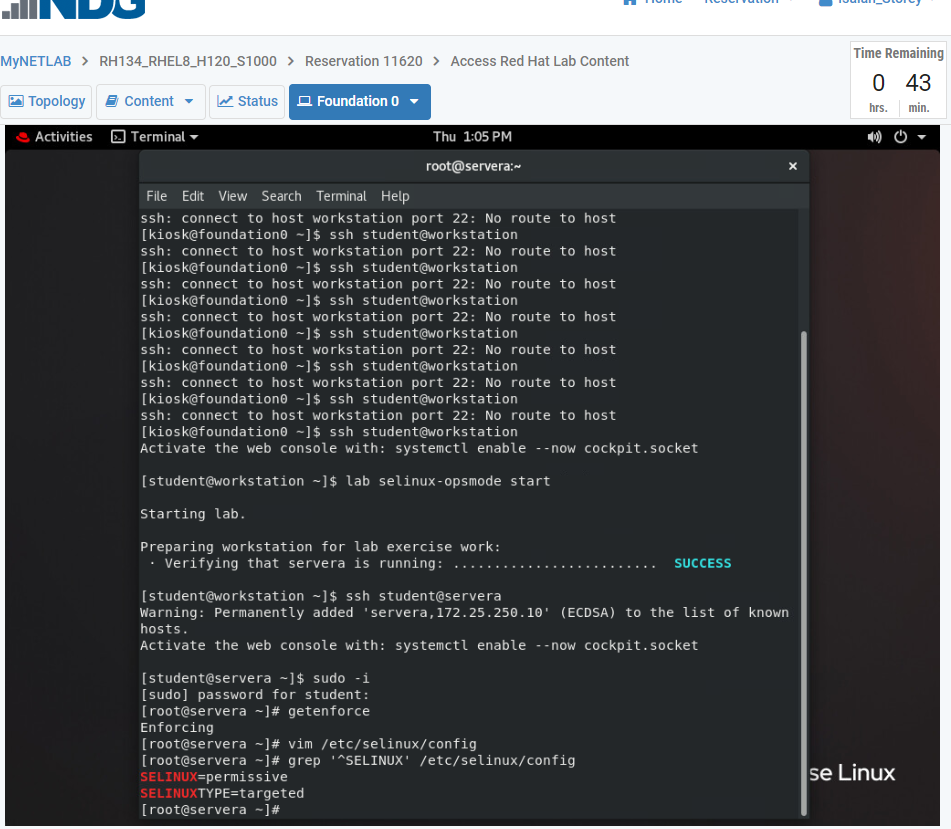 NDG
Home Reservation Isaiah_Storey
MyNETLAB > RH134_RHEL8_H120_S1000 > Reservation 11620 > Access Red Hat Lab Content
Time Remaining
0 43
hrs. min.
Topology Content Status Foundation 0
Activities Terminal Thu 1:05 PM
root@servera:~ ×
File Edit View Search Terminal Help
ssh: connect to host workstation port 22: No route to host
[kiosk@foundation0 ~]$ ssh student@workstation
ssh: connect to host workstation port 22: No route to host
[kiosk@foundation0 ~]$ ssh student@workstation
ssh: connect to host workstation port 22: No route to host
[kiosk@foundation0 ~]$ ssh student@workstation
ssh: connect to host workstation port 22: No route to host
[kiosk@foundation0 ~]$ ssh student@workstation
ssh: connect to host workstation port 22: No route to host
[kiosk@foundation0 ~]$ ssh student@workstation
ssh: connect to host workstation port 22: No route to host
[kiosk@foundation0 ~]$ ssh student@workstation
ssh: connect to host workstation port 22: No route to host
[kiosk@foundation0 ~]$ ssh student@workstation
Activate the web console with: systemctl enable --now cockpit.socket
[student@workstation ~]$ lab selinux-opsmode start
Starting lab.
Preparing workstation for lab exercise work:
· Verifying that servera is running: ......................... SUCCESS
[student@workstation ~]$ ssh student@servera
Warning: Permanently added 'servera,172.25.250.10' (ECDSA) to the list of known
hosts.
Activate the web console with: systemctl enable --now cockpit.socket
[student@servera ~]$ sudo -i
[sudo] password for student:
[root@servera ~]# getenforce
Enforcing
[root@servera ~]# vim /etc/selinux/config
[root@servera ~]# grep '^SELINUX' /etc/selinux/config
SELINUX=permissive
SELINUXTYPE=targeted
[root@servera ~]#
se Linux